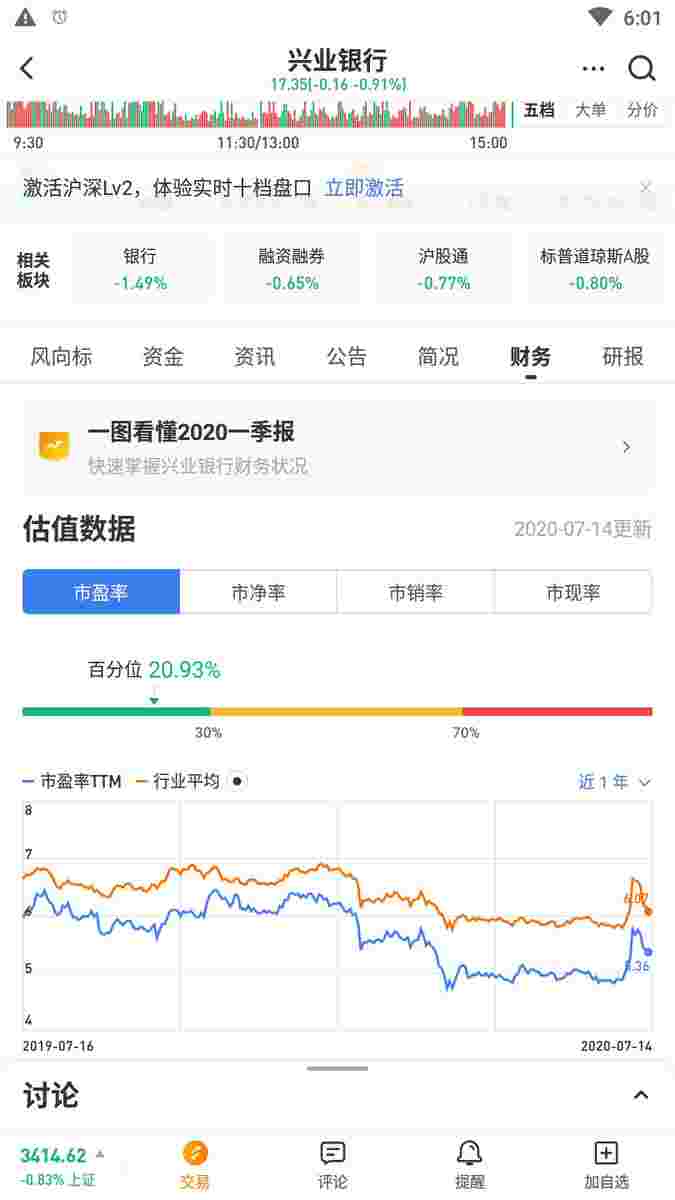 6:01
兴业银行
17.35(-0.16 -0.91%)
五档 大单 分价
9:30 11:30/13:00 15:00
激活沪深Lv2，体验实时十档盘口 立即激活
相关板块
银行 融资融券 沪股通 标普道琼斯A股
-1.49% -0.65% -0.77% -0.80%
风向标 资金 资讯 公告 简况 财务 研报
一图看懂2020一季报
快速掌握兴业银行财务状况
估值数据 2020-07-14更新
市盈率 市净率 市销率 市现率
百分位 20.93%
30% 70%
市盈率TTM 行业平均 近1年
8
7
6
5
4
6.07
5.36
2019-07-16 2020-07-14
讨论
3414.62
-0.83% 上证
交易 评论 提醒 加自选